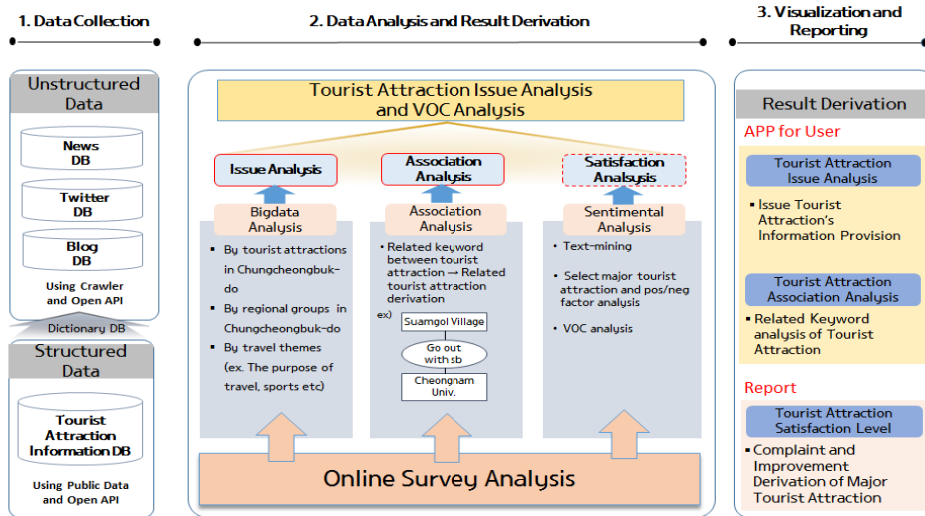 1. Data Collection
2. Data Analysis and Result Derivation
3. Visualization and
Reporting
Unstructured
Data
News
DB
Twitter
DB
Blog
DB
Using Crawler
and Open API
Dictionary DB
Structured
Data
Tourist
Attraction
Information DB
Using Public Data
and Open API
Tourist Attraction Issue Analysis
and VOC Analysis
Issue Analysis
Bigdata
Analysis
▪ By tourist attractions
in Chungcheongbuk-
do
▪ By regional groups in
Chungcheongbuk-do
▪ By travel themes
(ex. The purpose of
travel, sports etc)
Association
Analysis
Association
Analysis
• Related keyword
between tourist
attraction → Related
tourist attraction
derivation
ex)
Suamgol Village
Go out
with sb
Cheongnam
Univ.
Satisfaction
Analsysis
Sentimental
Analysis
• Text-mining
• Select major tourist
attraction and pos/neg
factor analysis
• VOC analysis
Online Survey Analysis
Result Derivation
APP for User
Tourist Attraction
Issue Analysis
▪ Issue Tourist
Attraction's
Information Provision
Tourist Attraction
Association Analysis
▪ Related Keyword
analysis of Tourist
Attraction
Report
Tourist Attraction
Satisfaction Level
▪ Complaint and
Improvement
Derivation of Major
Tourist Attraction